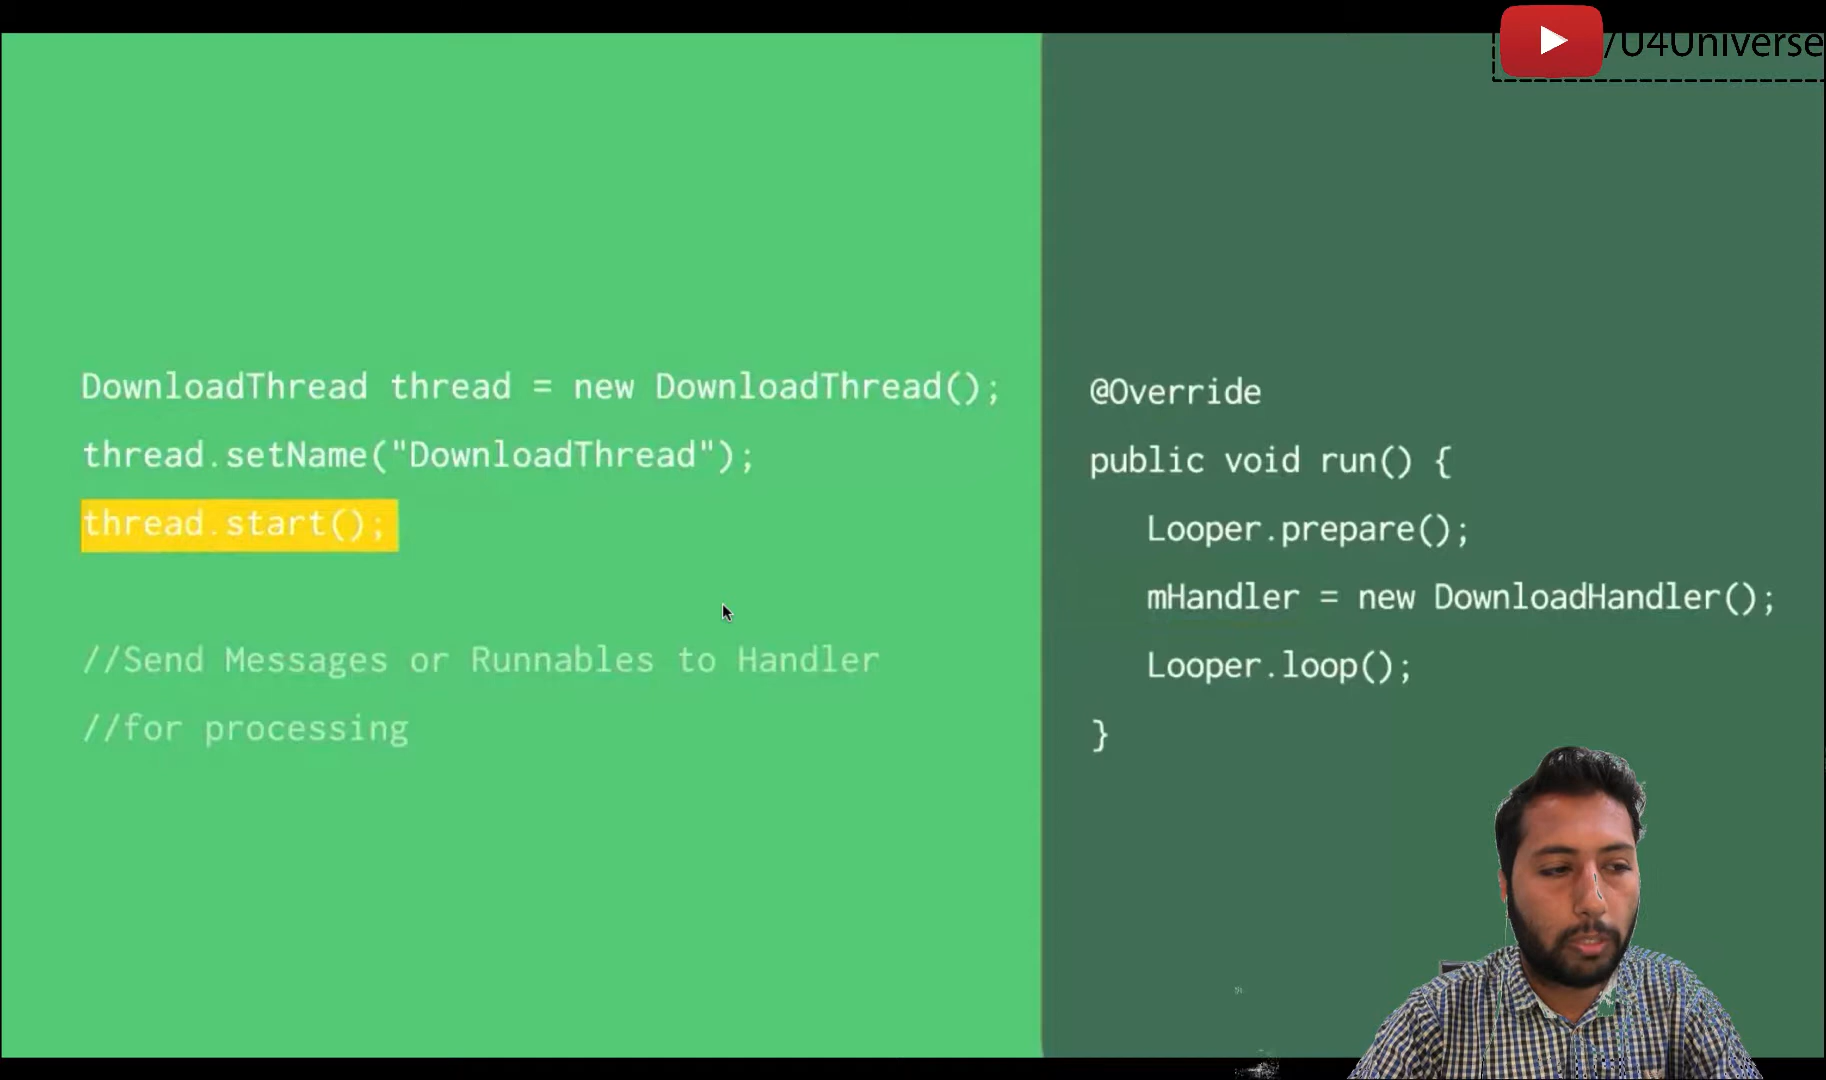 /U4Universe
DownloadThread thread = new DownloadThread();
thread.setName("DownloadThread");
thread.start();
//Send Messages or Runnables to Handler
//for processing
@Override
public void run() {
Looper.prepare();
mHandler = new DownloadHandler();
Looper.loop();
}